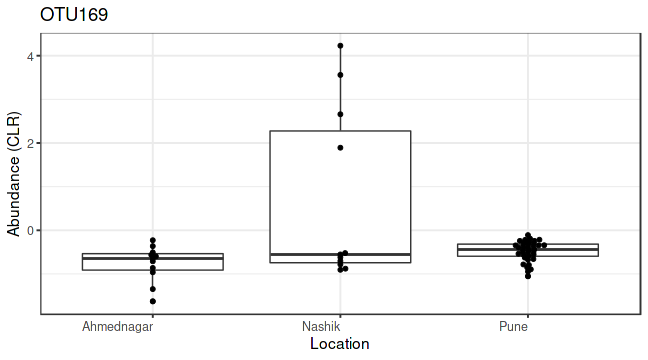 OTU169
4
2
0
Abundance (CLR)
Ahmednagar
Nashik
Pune
Location